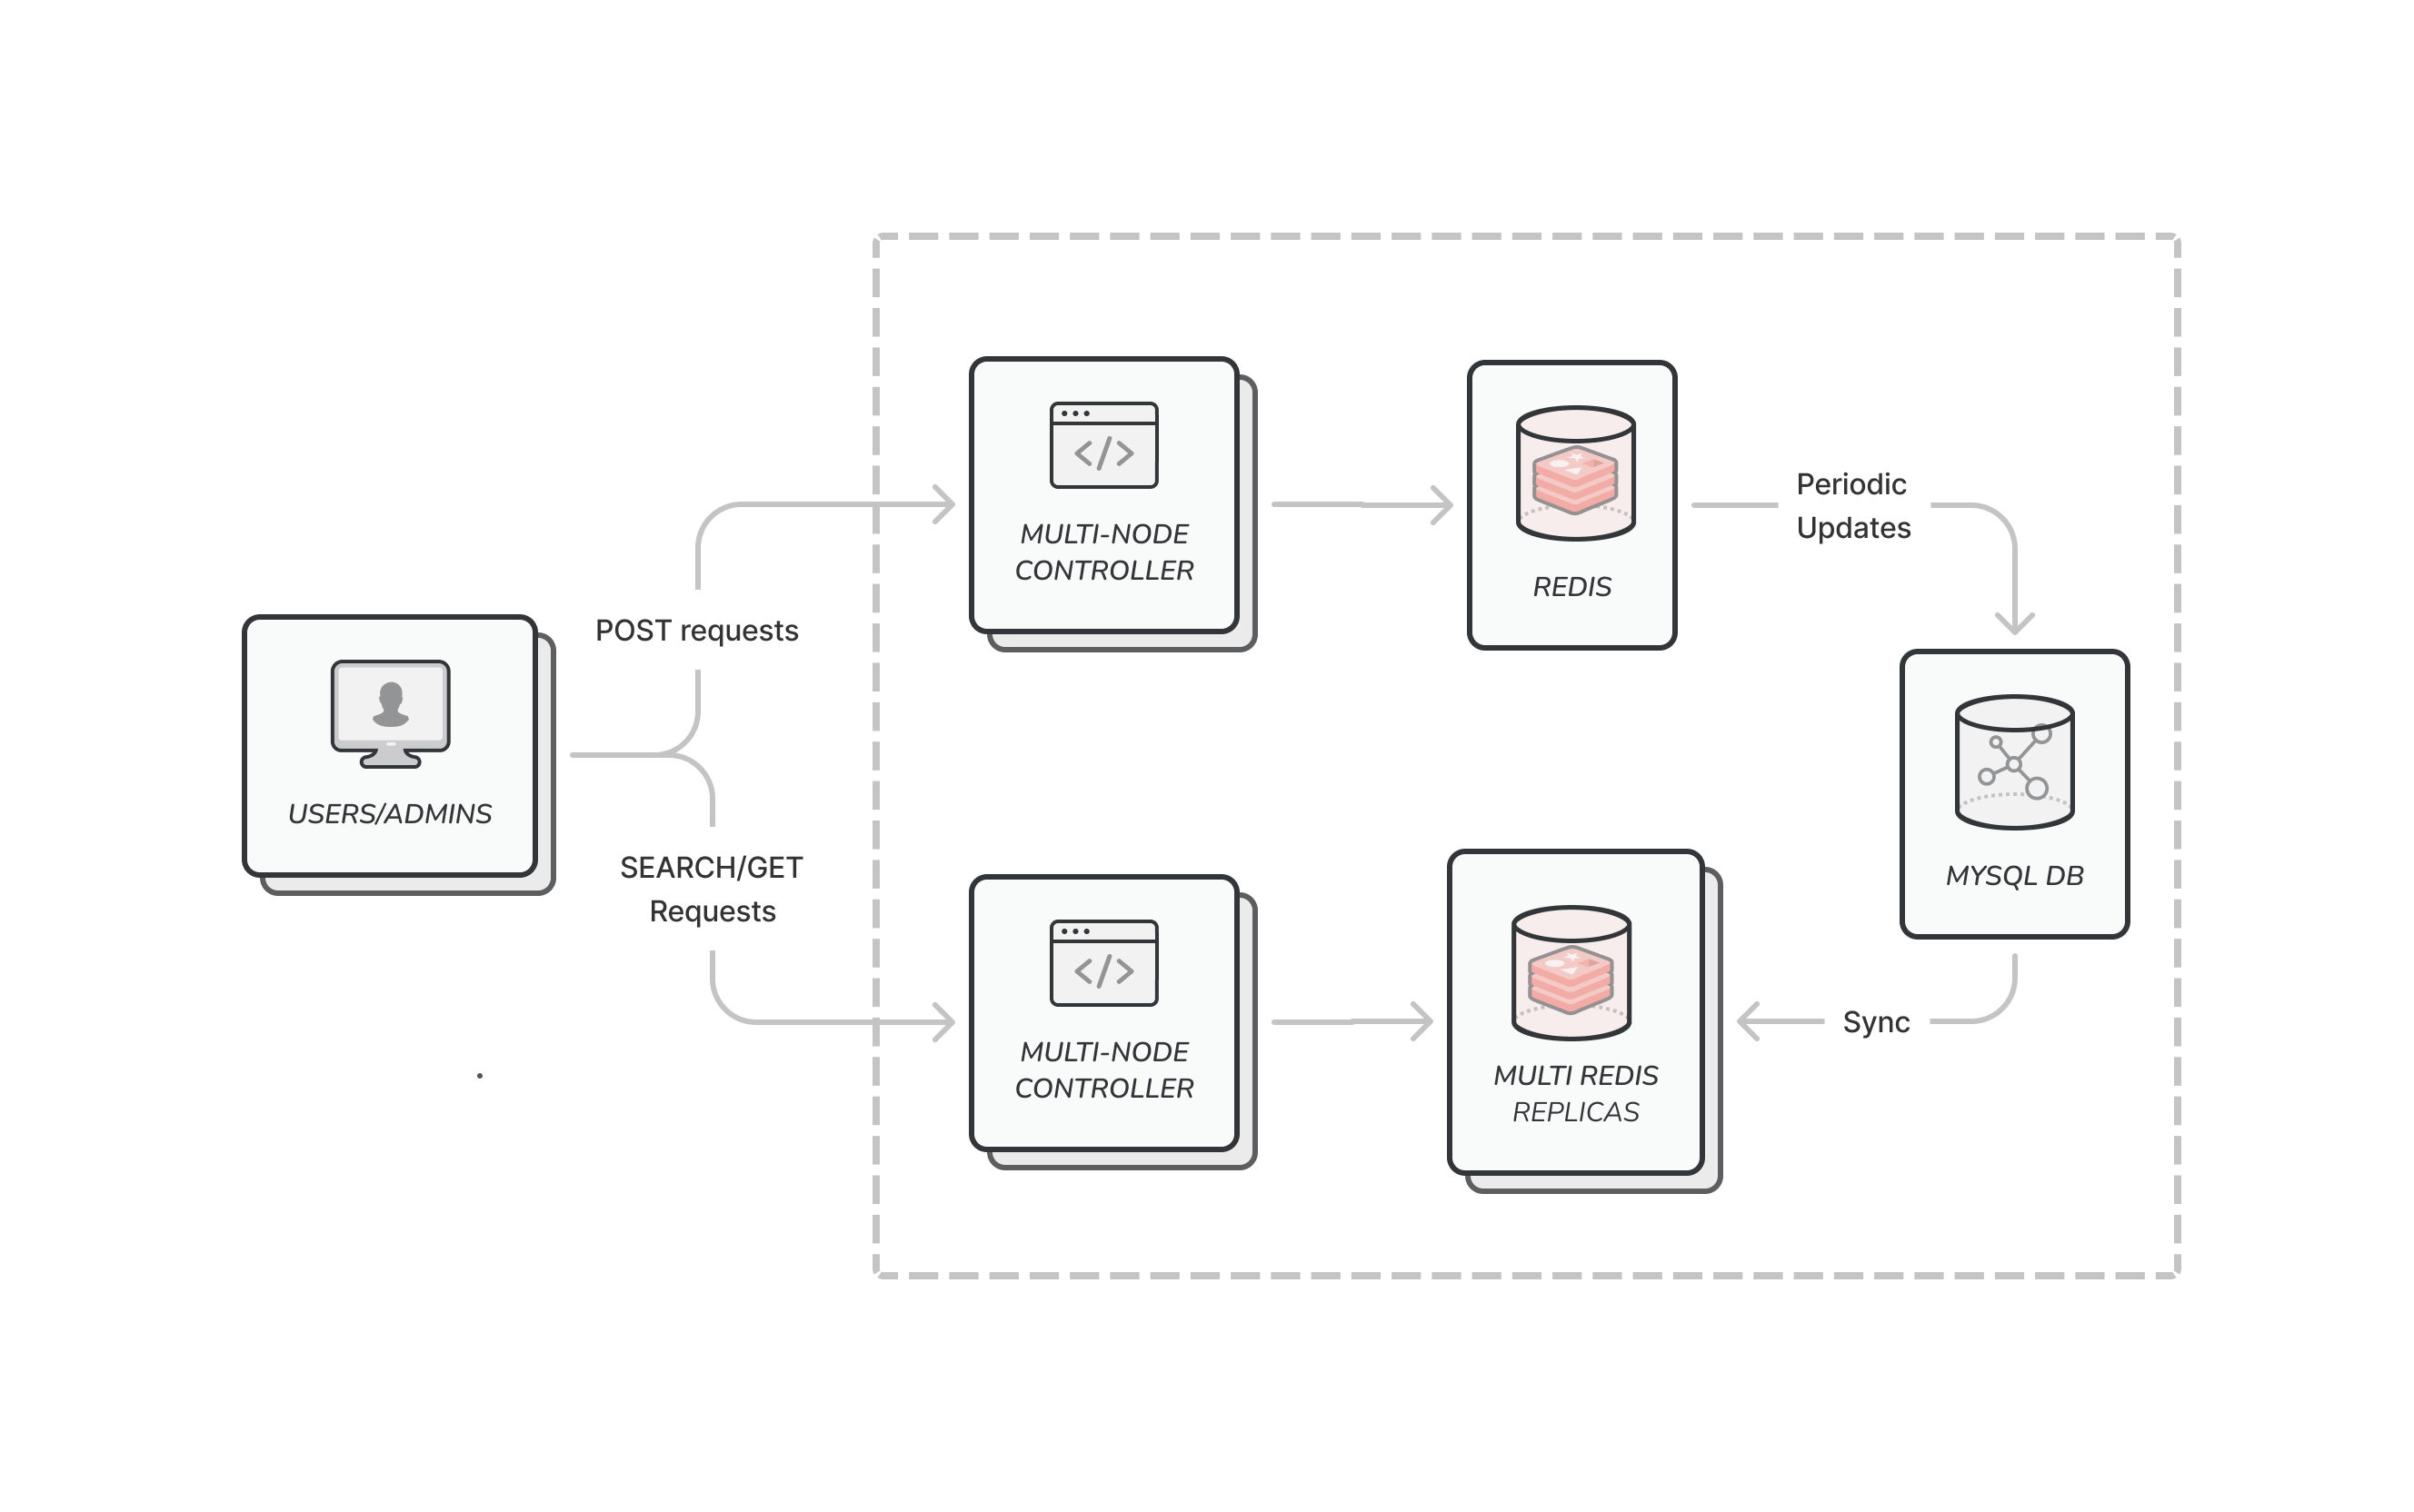 MULTI-NODE
CONTROLLER
REDIS
Periodic
Updates
POST requests
USERS/ADMINS
SEARCH/GET
Requests
MYSQL DB
MULTI-NODE
CONTROLLER
MULTI REDIS
REPLICAS
Sync